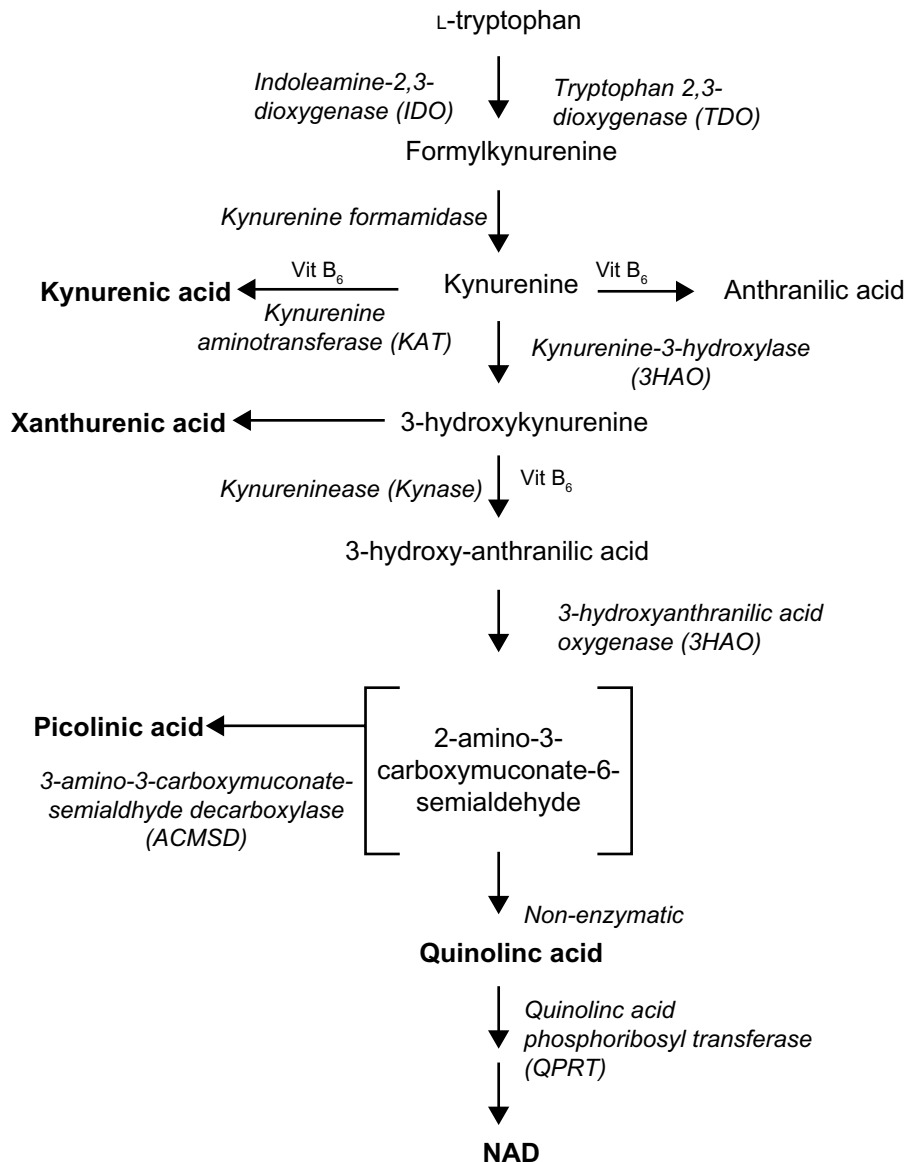 L-tryptophan
Indoleamine-2,3-
dioxygenase (IDO)
Tryptophan 2,3-
dioxygenase (TDO)
Formylkynurenine
Kynurenine formamidase
Kynurenic acid
Vit B6
Kynurenine
Vit B6
Anthranilic acid
Kynurenine
aminotransferase (KAT)
Kynurenine-3-hydroxylase
(3HAO)
Xanthurenic acid
3-hydroxykynurenine
Kynureninease (Kynase)
Vit B6
3-hydroxy-anthranilic acid
3-hydroxyanthranilic acid
oxygenase (3HAO)
Picolinic acid
3-amino-3-carboxymuconate-
semialdhyde decarboxylase
(ACMSD)
2-amino-3-
carboxymuconate-6-
semialdehyde
Non-enzymatic
Quinolinc acid
Quinolinc acid
phosphoribosyl transferase
(QPRT)
NAD